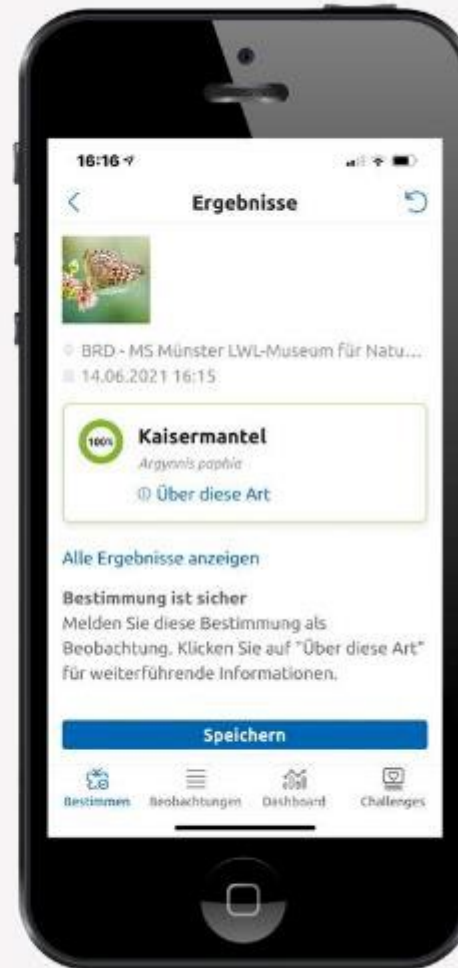 16:16
Ergebnisse
BRD - MS Münster LWL-Museum für Natu...
14.06.2021 16:15
100%
Kaisermantel
Argynnis paphia
Über diese Art
Alle Ergebnisse anzeigen
Bestimmung ist sicher
Melden Sie diese Bestimmung als
Beobachtung. Klicken Sie auf "Über diese Art"
für weiterführende Informationen.
Speichern
Bestimmen Beobachtungen Dashboard Challenges